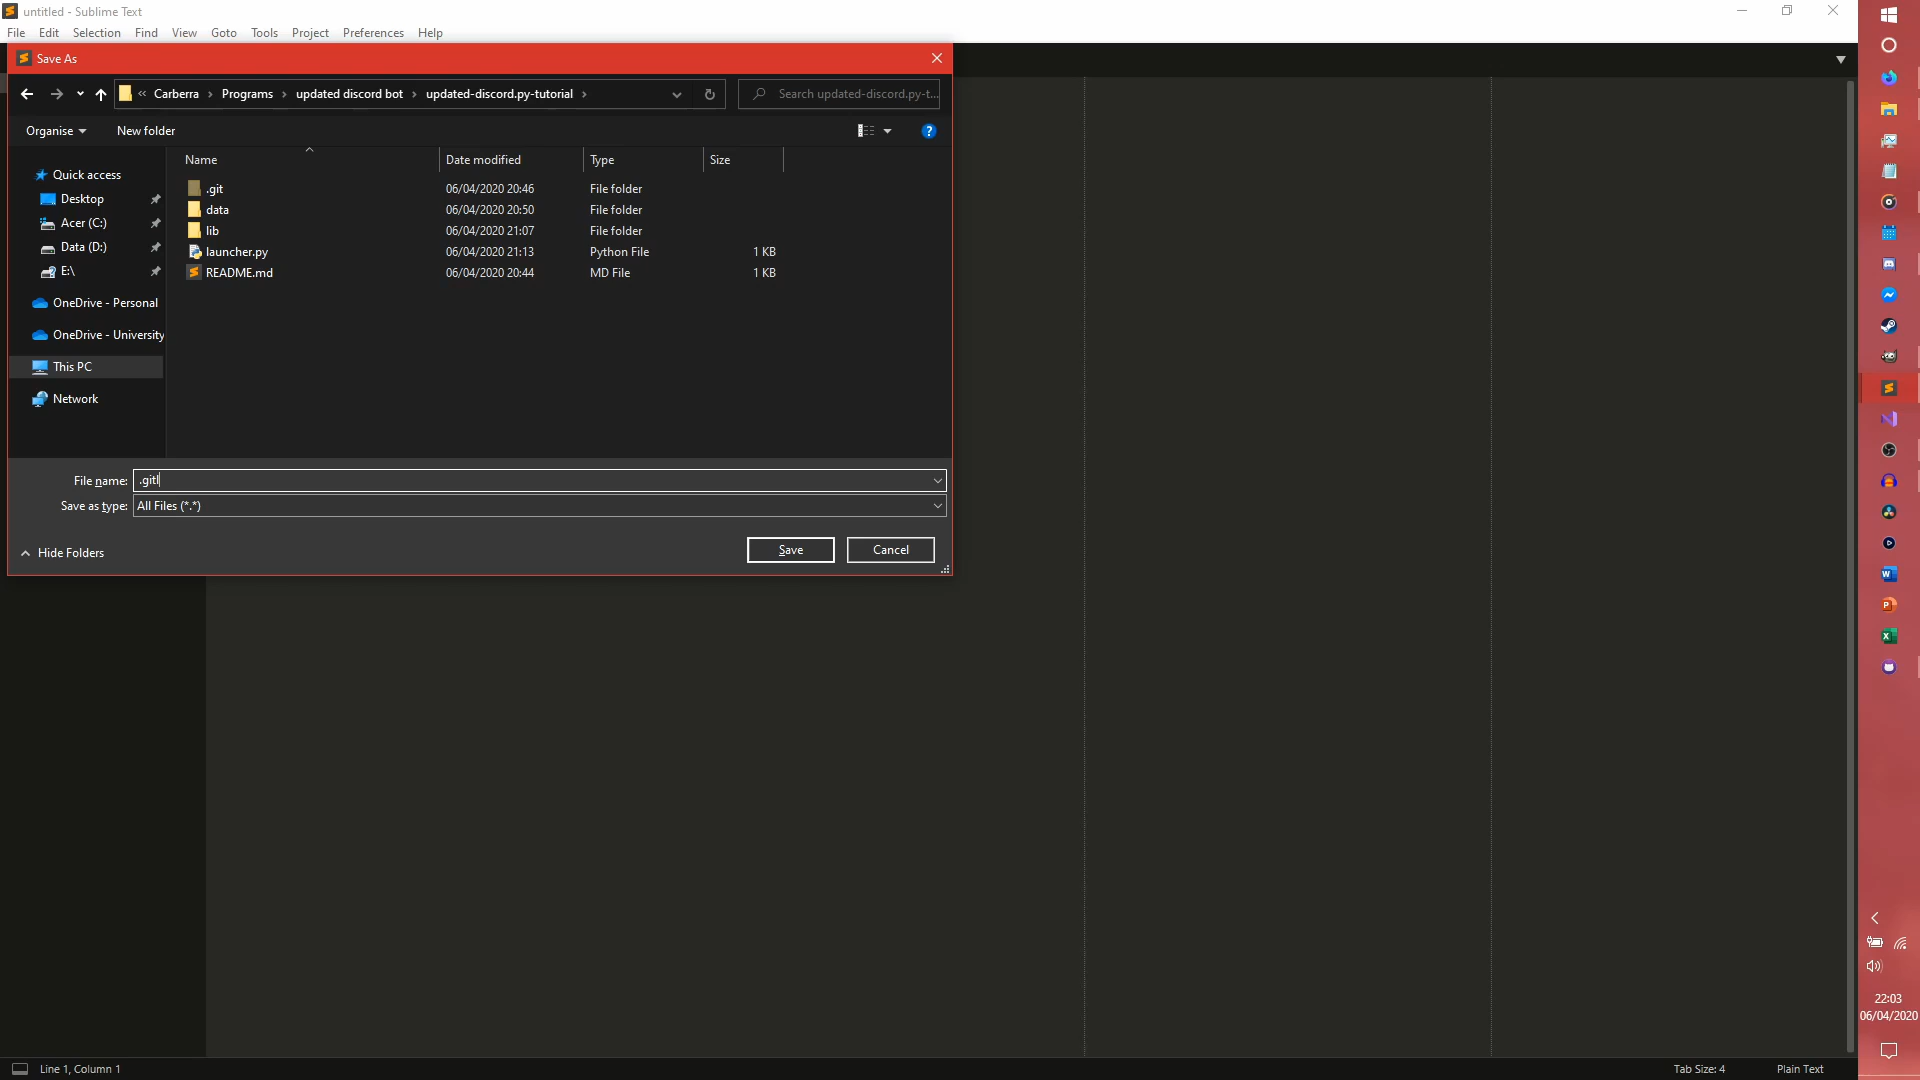 untitled - Sublime Text
File Edit Selection Find View Goto Tools Project Preferences Help
Save As
« Carberra > Programs > updated discord bot > updated-discord.py-tutorial >
Search updated-discord.py-t...
Organise New folder
Name Date modified Type Size
Quick access
Desktop
Acer (C:)
Data (D:)
E:\
OneDrive - Personal
OneDrive - University
This PC
Network
.git 06/04/2020 20:46 File folder
data 06/04/2020 20:50 File folder
lib 06/04/2020 21:07 File folder
launcher.py 06/04/2020 21:13 Python File 1 KB
README.md 06/04/2020 20:44 MD File 1 KB
File name: .giti
Save as type: All Files (*.*)
Hide Folders
Save Cancel
22:03
06/04/2020
Line 1, Column 1
Tab Size: 4 Plain Text